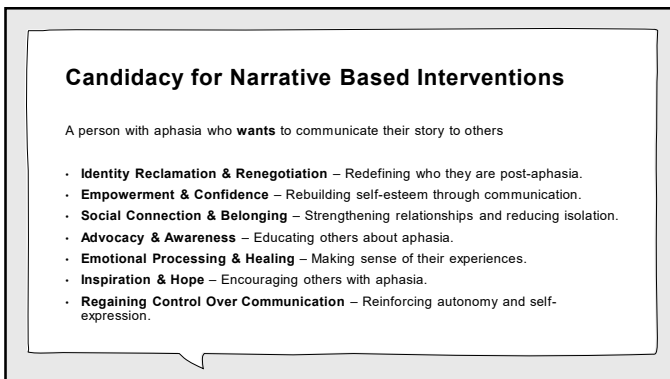 Candidacy for Narrative Based Interventions
A person with aphasia who wants to communicate their story to others
• Identity Reclamation & Renegotiation – Redefining who they are post-aphasia.
• Empowerment & Confidence – Rebuilding self-esteem through communication.
• Social Connection & Belonging – Strengthening relationships and reducing isolation.
• Advocacy & Awareness – Educating others about aphasia.
• Emotional Processing & Healing – Making sense of their experiences.
• Inspiration & Hope – Encouraging others with aphasia.
• Regaining Control Over Communication – Reinforcing autonomy and self-
expression.